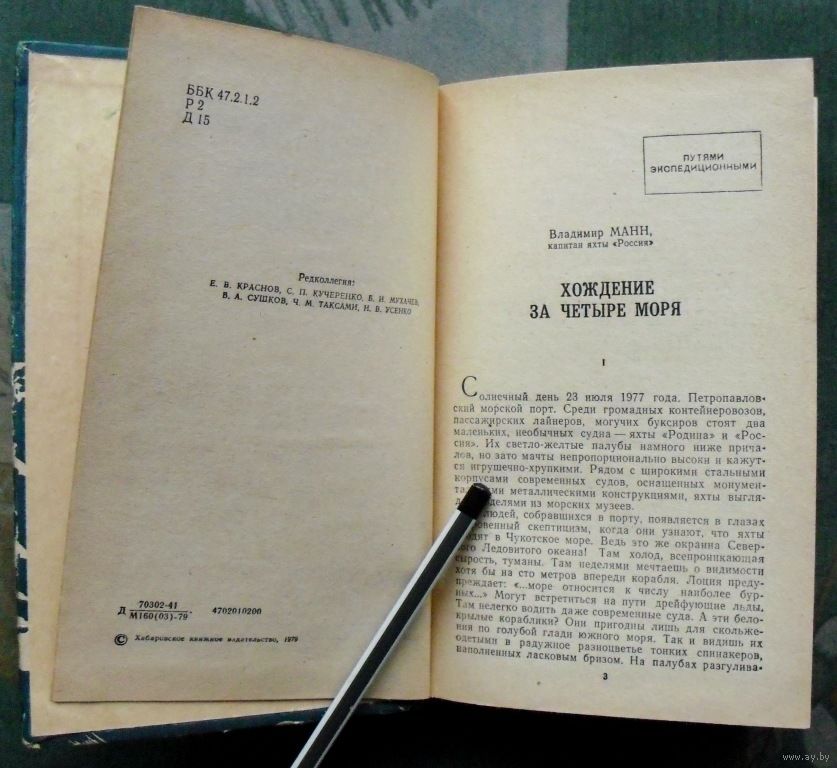 ББК 47.2.1.2
Р 2
Д 15
Редколлегия:
Е. В. КРАСНОВ, С. П. КУЧЕРЕНКО, Б. И. МУХАЧЕВ,
В. А. СУШКОВ, Ч. М. ТАКСАМИ, Н. В. УСЕНКО
Д 70302-41
М160(03)-79 4702010200
© Хабаровское книжное издательство, 1979
ПУТЯМИ
ЭКСПЕДИЦИОННЫМИ
Владимир МАНН,
капитан яхты «Россия»
ХОЖДЕНИЕ
ЗА ЧЕТЫРЕ МОРЯ
I
Солнечный день 23 июля 1977 года. Петропавлов-
ский морской порт. Среди громадных контейнеровозов,
пассажирских лайнеров, могучих буксиров стоят два
маленьких, необычных судна — яхты «Родина» и «Рос-
сия». Их светло-желтые палубы намного ниже прича-
лов, но зато мачты непропорционально высоки и кажут-
ся игрушечно-хрупкими. Рядом с широкими стальными
корпусами современных судов, оснащенных монумен-
металлическими конструкциями, яхты выгля-
из морских музеев.
людей, собравшихся в порту, появляется в глазах
скептицизм, когда они узнают, что яхты
в Чукотское море. Ведь это же окраина Север-
Ледовитого океана! Там холод, всепроникающая
сырость, туманы. Там неделями мечтаешь о видимости
хотя бы на сто метров впереди корабля. Лоция преду-
преждает: «...море относится к числу наиболее бур-
ных...» Могут встретиться на пути дрейфующие льды,
Там нелегко водить даже современные суда. А эти бело-
крылые кораблики? Они пригодны лишь для скольже-
ния по голубой глади южного моря. Так и видишь их
одетыми в радужное разноцветье тонких спинакеров,
наполненных ласковым бризом. На палубах разгулива-
3
www.ay.by